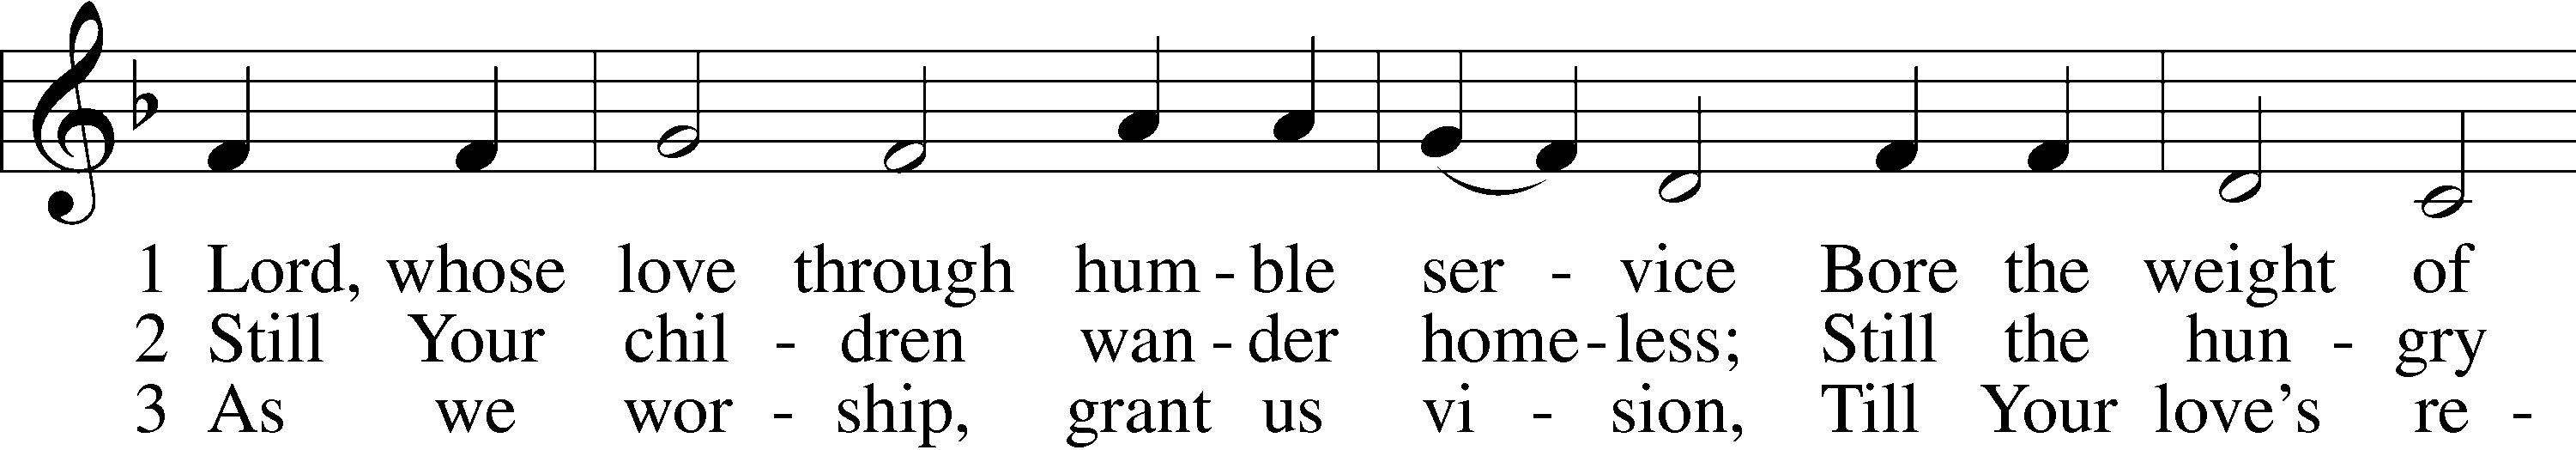 1 Lord, whose love through hum - ble ser - vice Bore the weight of
2 Still Your chil - dren wan - der home - less; Still the hun - gry
3 As we wor - ship, grant us vi - sion, Till Your love's re -